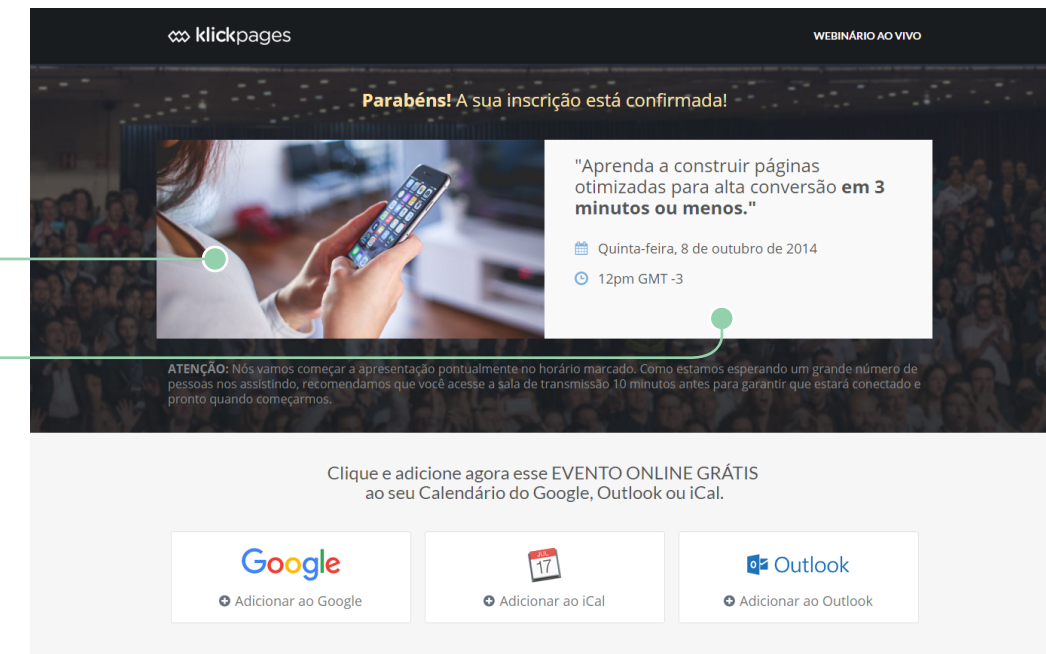 klickpages
WEBINÁRIO AO VIVO
Parabéns! A sua inscrição está confirmada!
"Aprenda a construir páginas
otimizadas para alta conversão em 3
minutos ou menos."
Quinta-feira, 8 de outubro de 2014
12pm GMT -3
ATENÇÃO: Nós vamos começar a apresentação pontualmente no horário marcado. Como estamos esperando um grande número de
pessoas nos assistindo, recomendamos que você acesse a sala de transmissão 10 minutos antes para garantir que estará conectado e
pronto quando começarmos.
Clique e adicione agora esse EVENTO ONLINE GRÁTIS
ao seu Calendário do Google, Outlook ou iCal.
Google
Adicionar ao Google
JUL
17
Adicionar ao iCal
Outlook
Adicionar ao Outlook